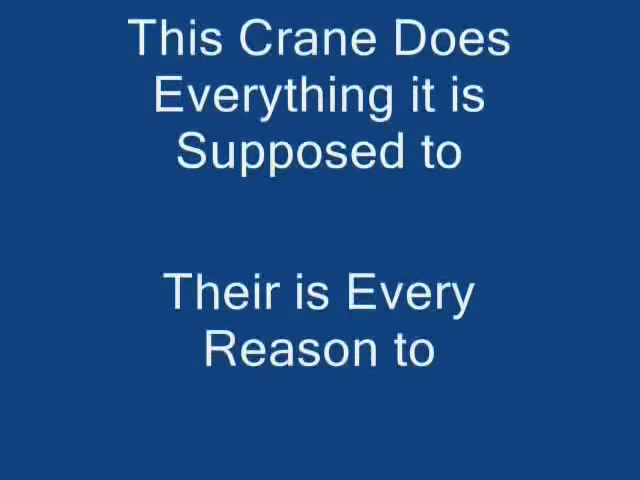 This Crane Does
Everything it is
Supposed to
Their is Every
Reason to